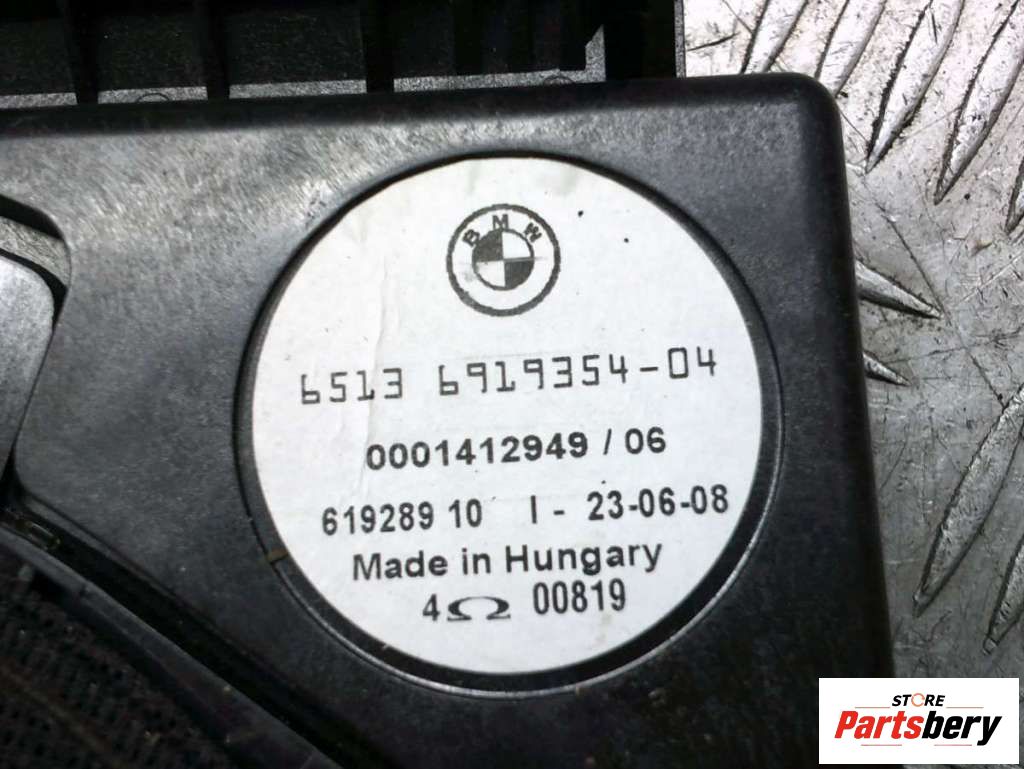 BMW
6513 6919354-04
0001412949 / 06
619289 10 I - 23-06-08
Made in Hungary
4Ω 00819
STORE
Partsbery